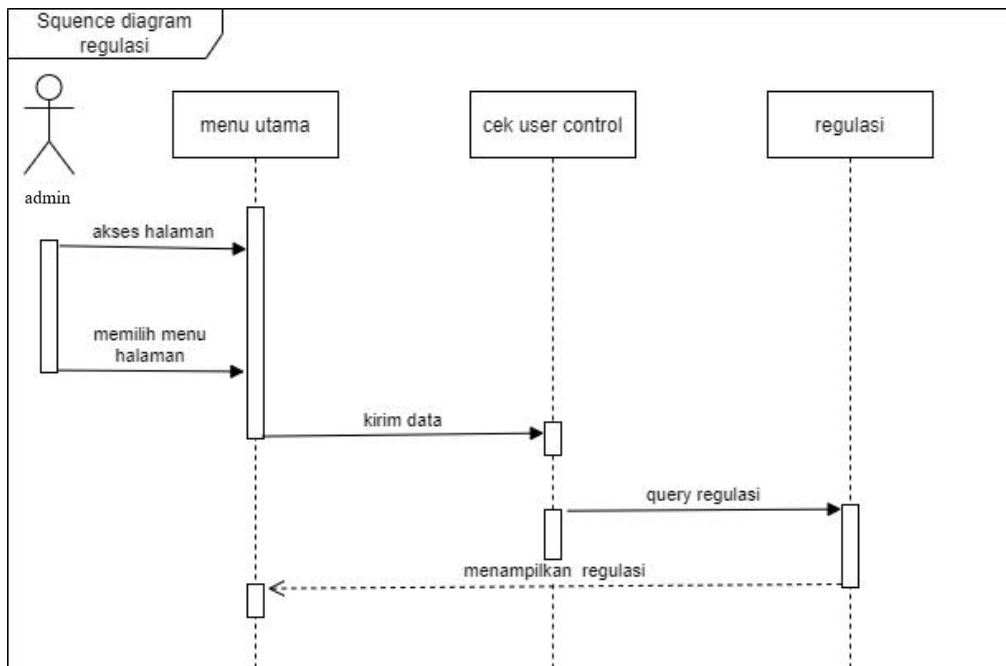 Squence diagram
regulasi
admin
menu utama
cek user control
regulasi
akses halaman
memilih menu
halaman
kirim data
query regulasi
menampilkan regulasi